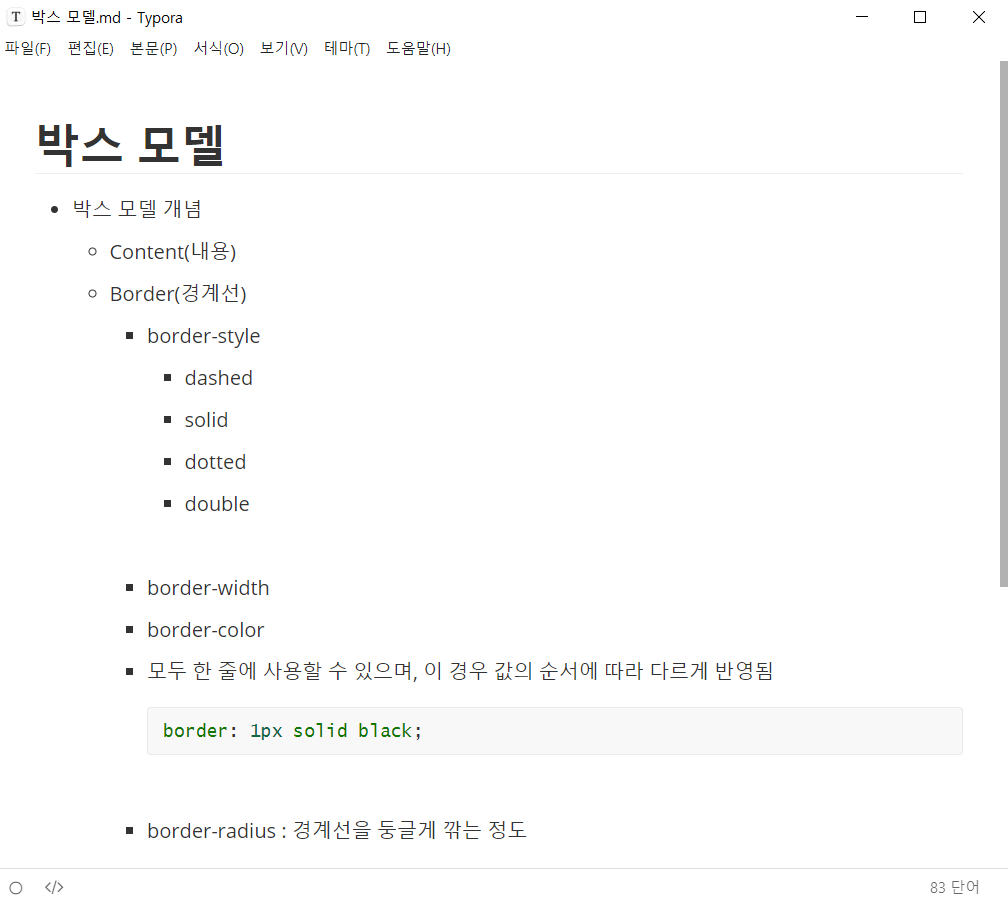 박스 모델.md - Typora
파일(F) 편집(E) 본문(P) 서식(O) 보기(V) 테마(T) 도움말(H)
박스 모델
박스 모델 개념
Content(내용)
Border(경계선)
border-style
dashed
solid
dotted
double
border-width
border-color
모두 한 줄에 사용할 수 있으며, 이 경우 값의 순서에 따라 다르게 반영됨
border: 1px solid black;
border-radius : 경계선을 둥글게 깎는 정도
</> 83 단어